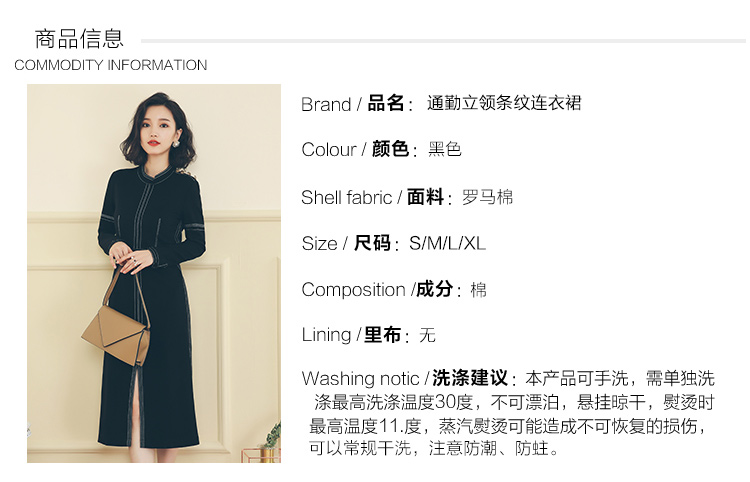 商品信息
COMMODITY INFORMATION
Brand / 品名： 通勤立领条纹连衣裙
Colour / 颜色：黑色
Shell fabric / 面料：罗马棉
Size / 尺码：S/M/L/XL
Composition /成分：棉
Lining / 里布：无
Washing notic / 洗涤建议：本产品可手洗，需单独洗
涤最高洗涤温度30度，不可漂泊，悬挂晾干，熨烫时
最高温度11.度，蒸汽熨烫可能造成不可恢复的损伤，
可以常规干洗，注意防潮、防蛀。